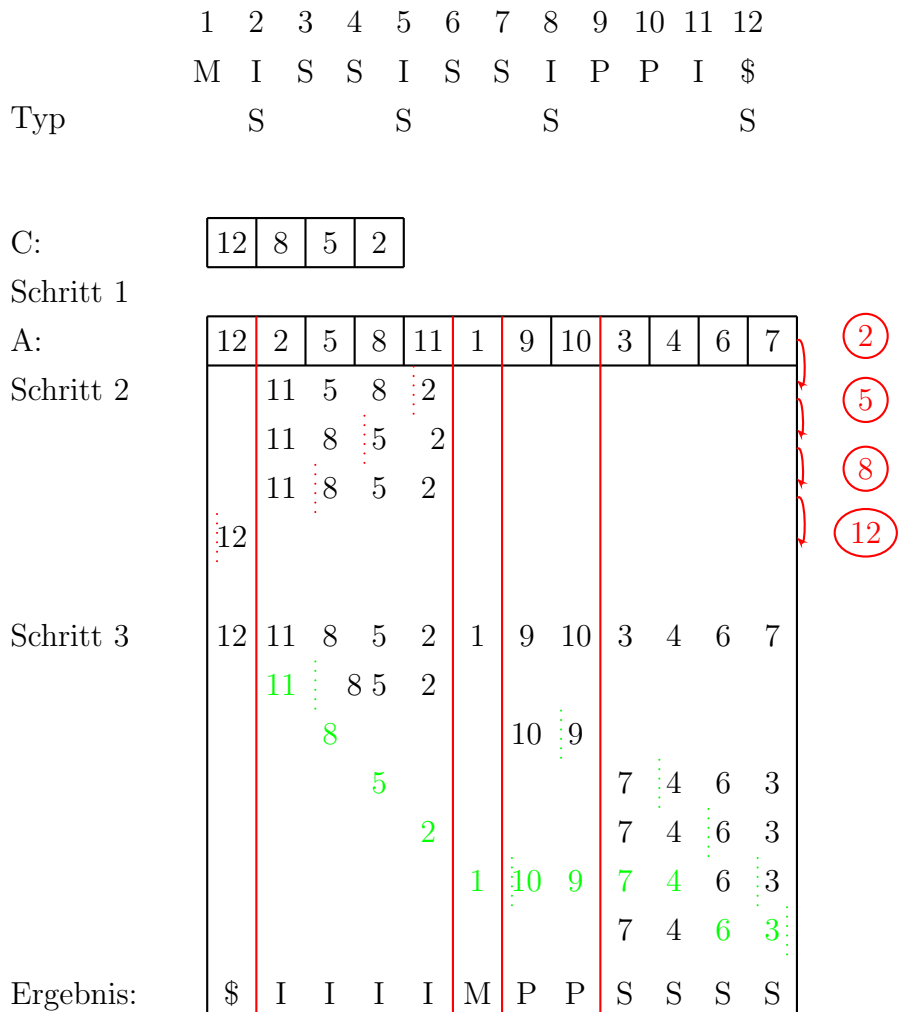 1 2 3 4 5 6 7 8 9 10 11 12
M I S S I S S I P P I $
Typ S S S S
C: 12 8 5 2
Schritt 1
A: 12 2 5 8 11 1 9 10 3 4 6 7 2
Schritt 2 11 5 8 2 5
11 8 5 2
11 8 5 2 8
12 12
Schritt 3 12 11 8 5 2 1 9 10 3 4 6 7
11 8 5 2
8 10 9
5 7 4 6 3
2 7 4 6 3
1 10 9 7 4 6 3
7 4 6 3
Ergebnis: $ I I I I M P P S S S S